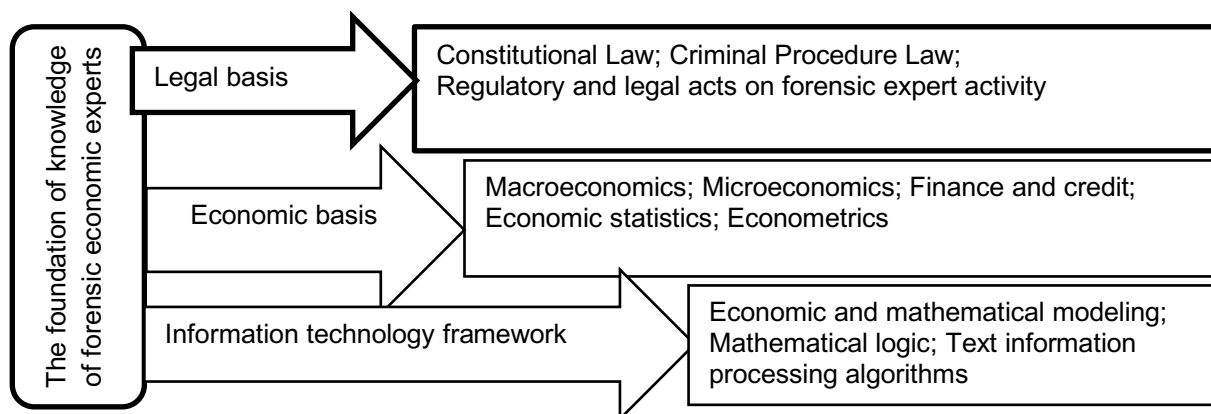 The foundation of knowledge
of forensic economic experts
Legal basis
Constitutional Law; Criminal Procedure Law;
Regulatory and legal acts on forensic expert activity
Economic basis
Macroeconomics; Microeconomics; Finance and credit;
Economic statistics; Econometrics
Information technology framework
Economic and mathematical modeling;
Mathematical logic; Text information
processing algorithms